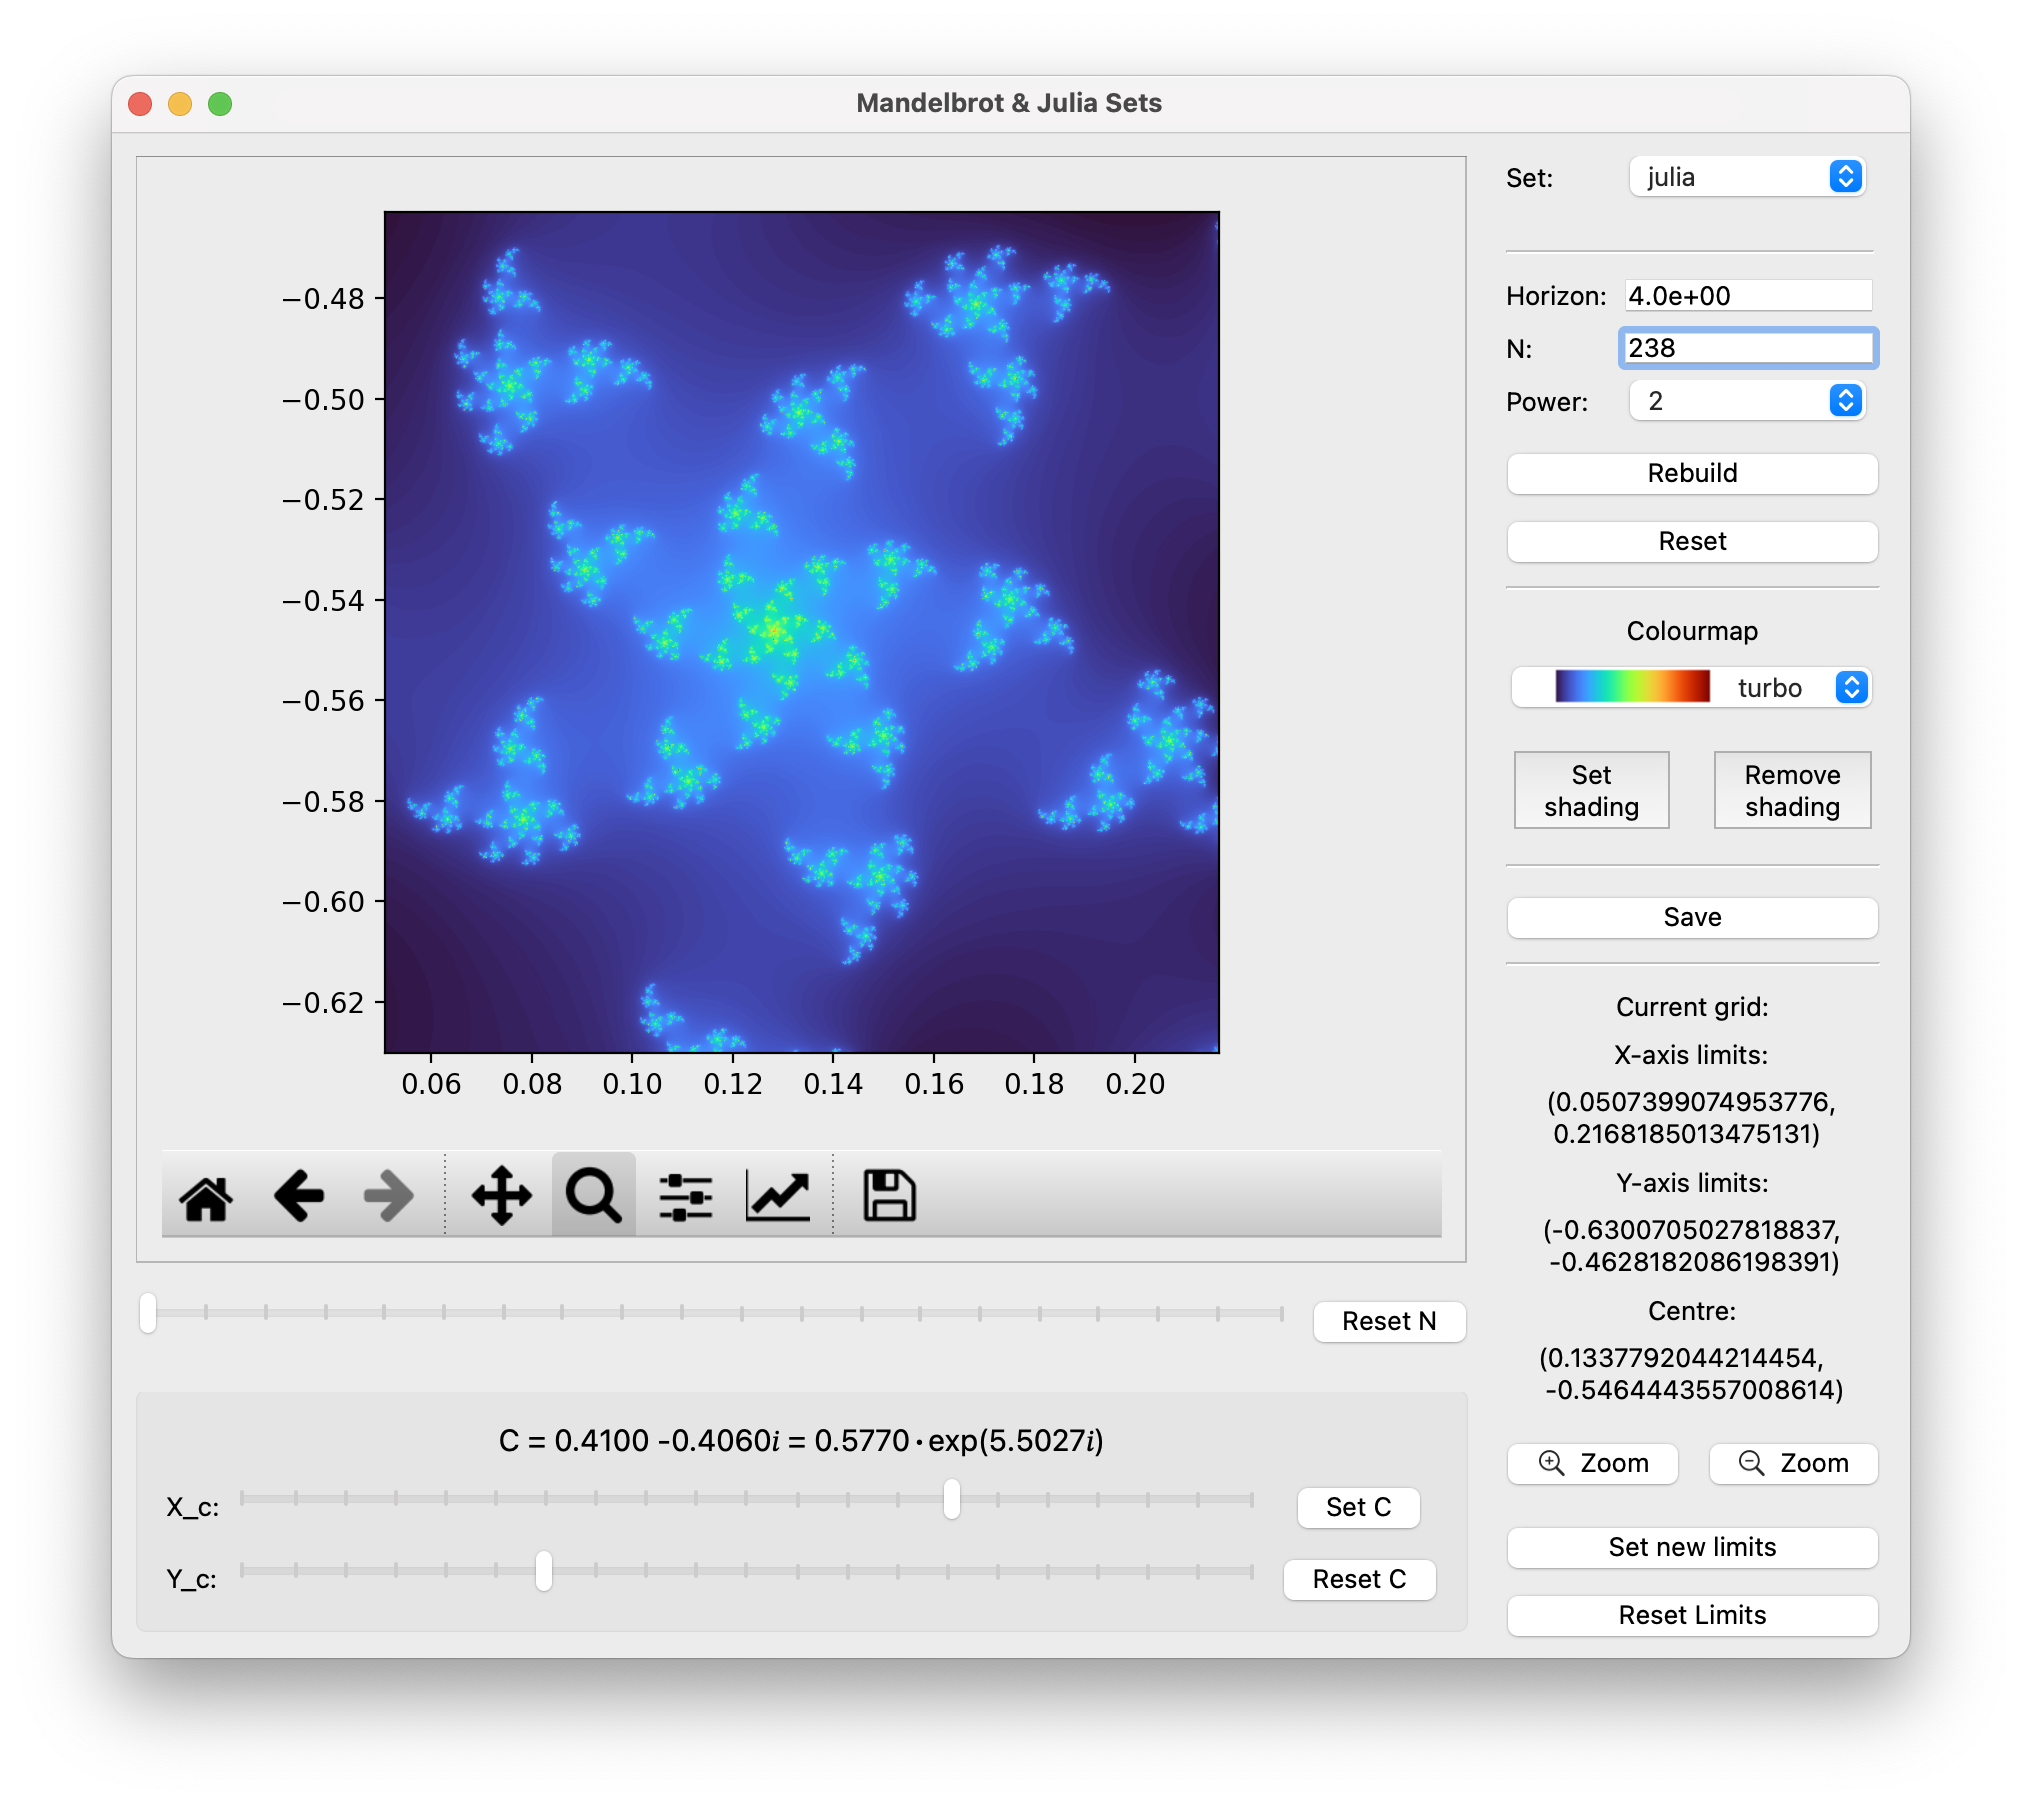 Mandelbrot & Julia Sets
−0.48
−0.50
−0.52
−0.54
−0.56
−0.58
−0.60
−0.62
0.06 0.08 0.10 0.12 0.14 0.16 0.18 0.20
Reset N
C = 0.4100 -0.4060i = 0.5770·exp(5.5027i)
X_c:
Set C
Y_c:
Reset C
Set: julia
Horizon: 4.0e+00
N: 238
Power: 2
Rebuild
Reset
Colourmap
turbo
Set
shading
Remove
shading
Save
Current grid:
X-axis limits:
(0.0507399074953776,
0.2168185013475131)
Y-axis limits:
(-0.6300705027818837,
-0.4628182086198391)
Centre:
(0.1337792044214454,
-0.5464443557008614)
Zoom Zoom
Set new limits
Reset Limits